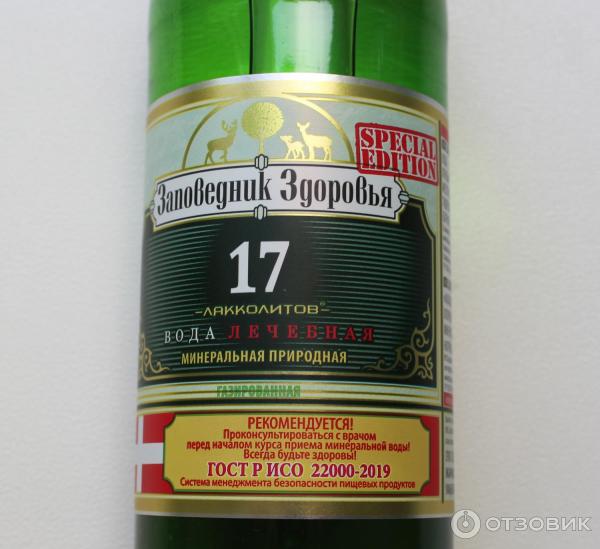 SPECIAL
EDITION
Заповедник Здоровья
17
-ЛАККОЛИТОВ®-
ВОДА ЛЕЧЕБНАЯ
МИНЕРАЛЬНАЯ ПРИРОДНАЯ
ГАЗИРОВАННАЯ
РЕКОМЕНДУЕТСЯ!
Проконсультироваться с врачом
перед началом курса приема минеральной воды!
Всегда будьте здоровы!
ГОСТ Р ИСО 22000-2019
Система менеджмента безопасности пищевых продуктов
ОТЗОВИК